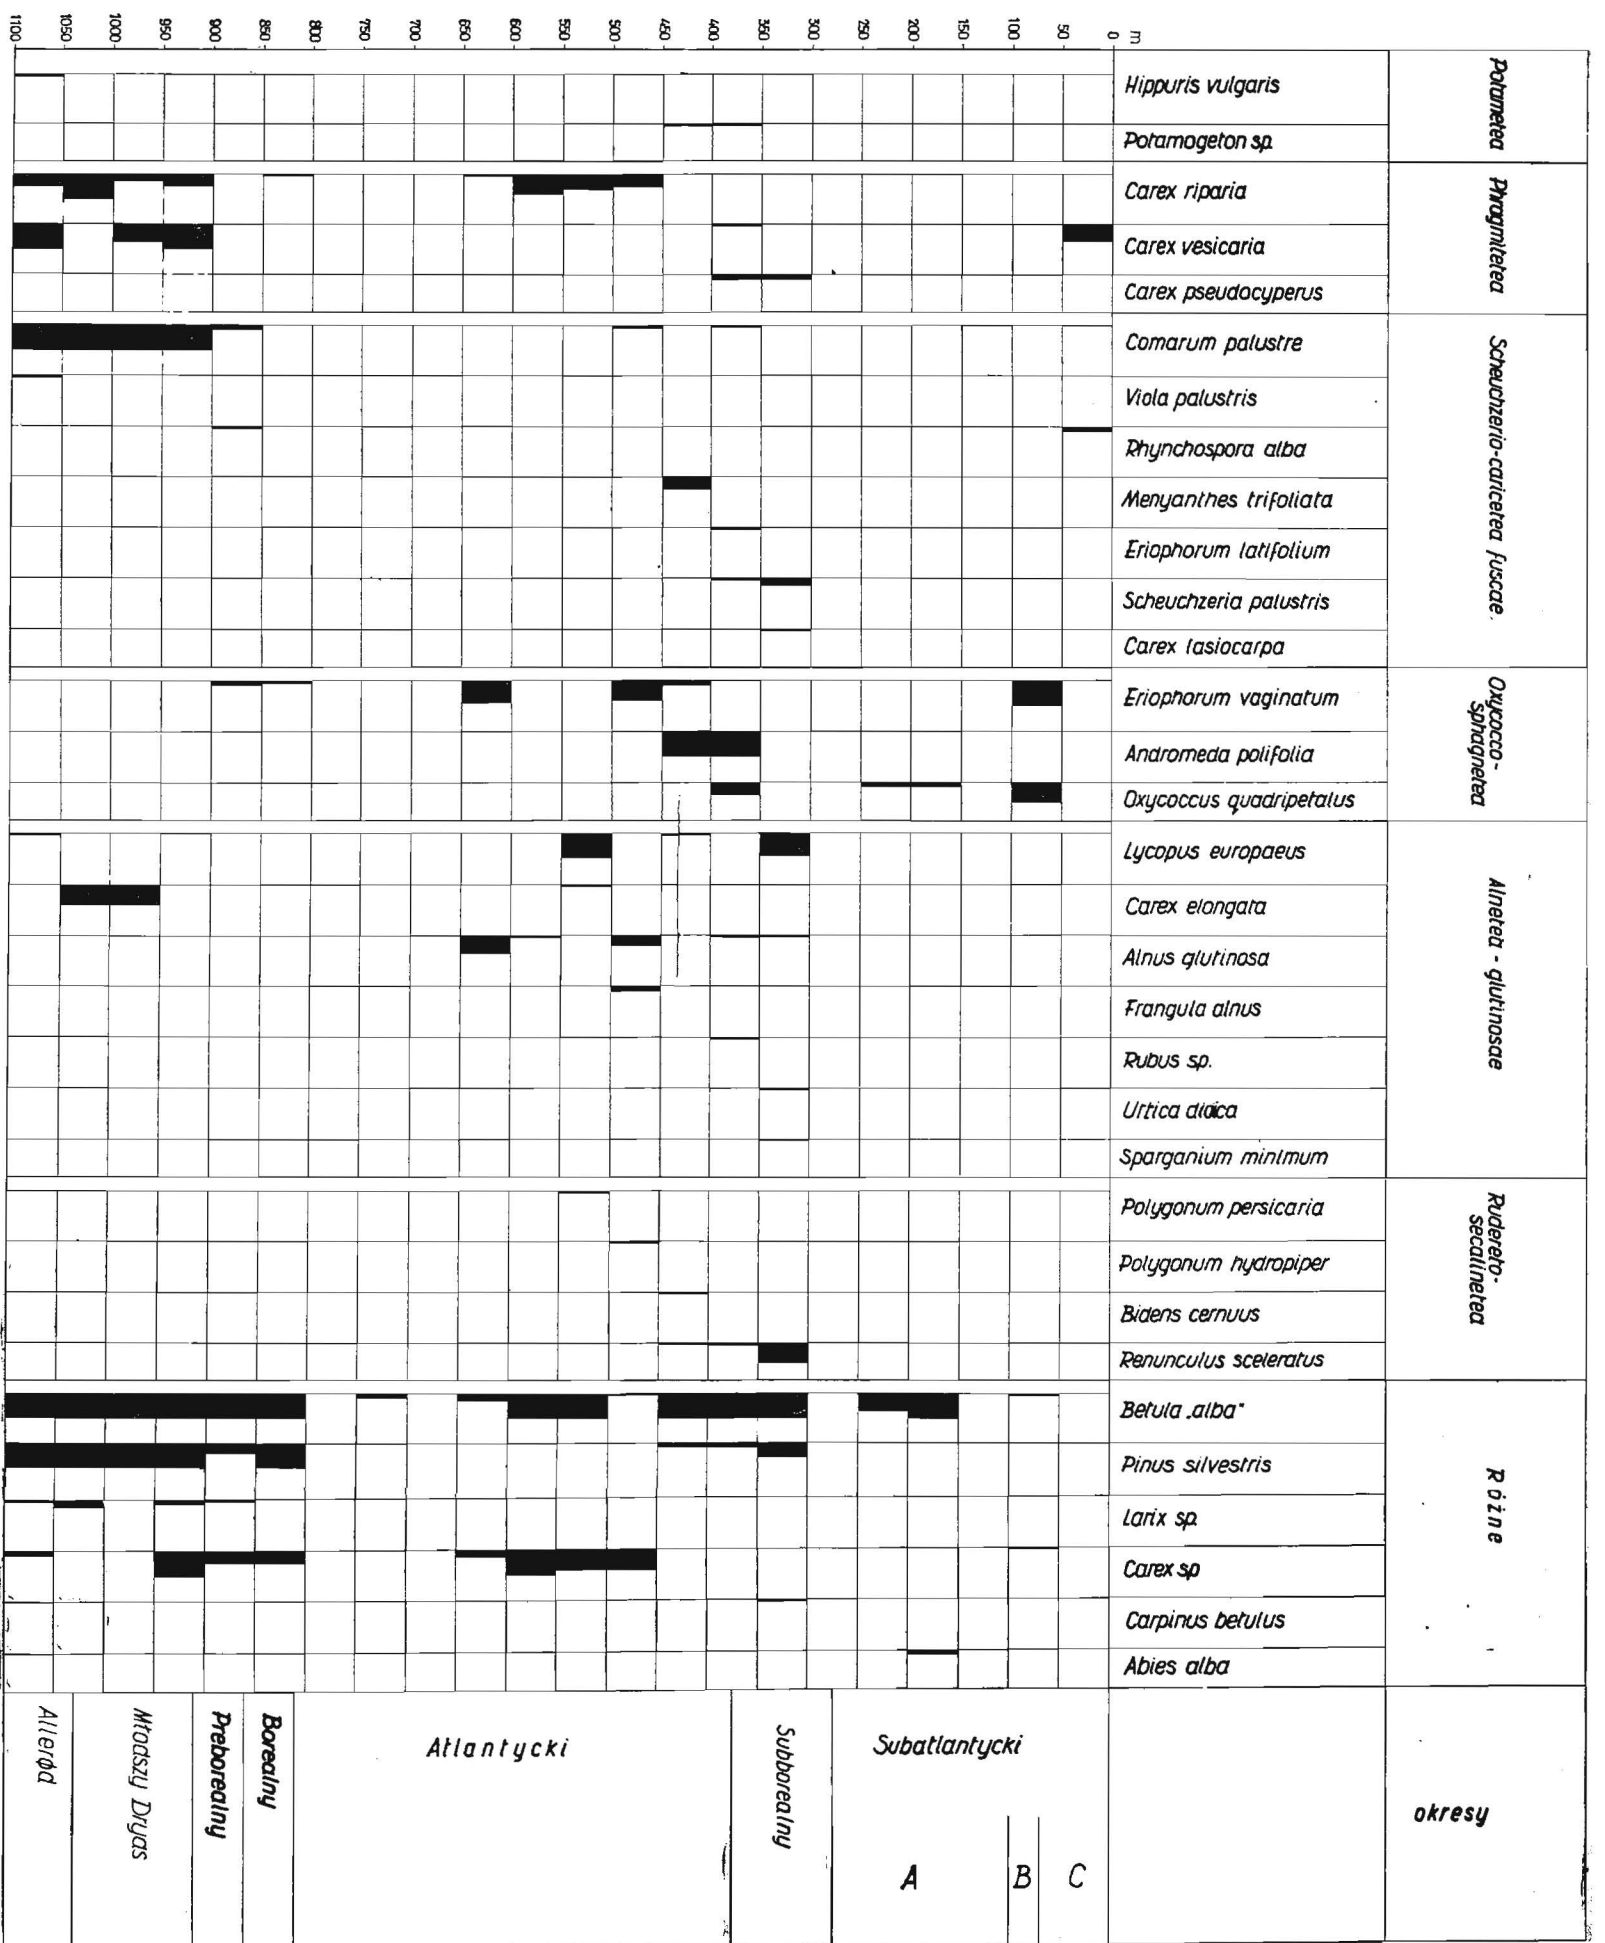 1100 1050 1000 950 900 850 800 750 700 650 600 550 500 450 400 350 300 250 200 150 100 50 0 m
Potametea
Hippuris vulgaris
Potamogeton sp.
Phragmitetea
Carex riparia
Carex vesicaria
Carex pseudocyperus
Scheuchzerio-caricetea fuscae.
Comarum palustre
Viola palustris
Rhynchospora alba
Menyanthes trifoliata
Eriophorum latifolium
Scheuchzeria palustris
Carex lasiocarpa
Oxycocco-
sphagnetea
Eriophorum vaginatum
Andromeda polifolia
Oxycoccus quadripetalus
Alnetea - glutinosae
Lycopus europaeus
Carex elongata
Alnus glutinosa
Frangula alnus
Rubus sp.
Urtica dioica
Sparganium minimum
Rudereto-
secalinetea
Polygonum persicaria
Polygonum hydropiper
Bidens cernuus
Renunculus sceleratus
Różne
Betula „alba"
Pinus silvestris
Larix sp.
Carex sp
Carpinus betulus
Abies alba
Allerød
Młodszy Dryas
Preborealny
Borealny
Atlantycki
Subborealny
Subatlantycki
A B C
okresy